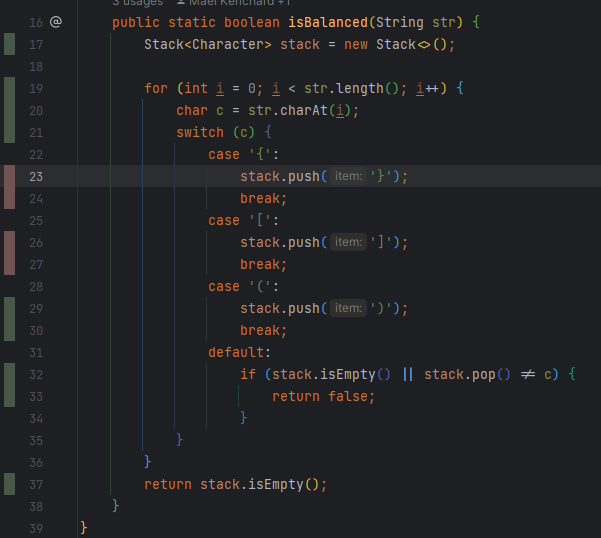 3 usages   Mael Kerichard +1
16 @ public static boolean isBalanced(String str) {
17 Stack<Character> stack = new Stack<>();
18
19 for (int i = 0; i < str.length(); i++) {
20 char c = str.charAt(i);
21 switch (c) {
22 case '{':
23 stack.push( item: '}');
24 break;
25 case '[':
26 stack.push( item: ']');
27 break;
28 case '(':
29 stack.push( item: ')');
30 break;
31 default:
32 if (stack.isEmpty() || stack.pop() != c) {
33 return false;
34 }
35 }
36 }
37 return stack.isEmpty();
38 }
39 }